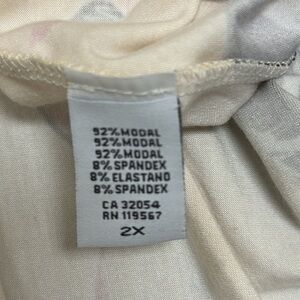 92%MODAL
92%MODAL
92%MODAL
8% SPANDEX
8% ELASTANO
8% SPANDEX
CA 32054
RN 119567
2X